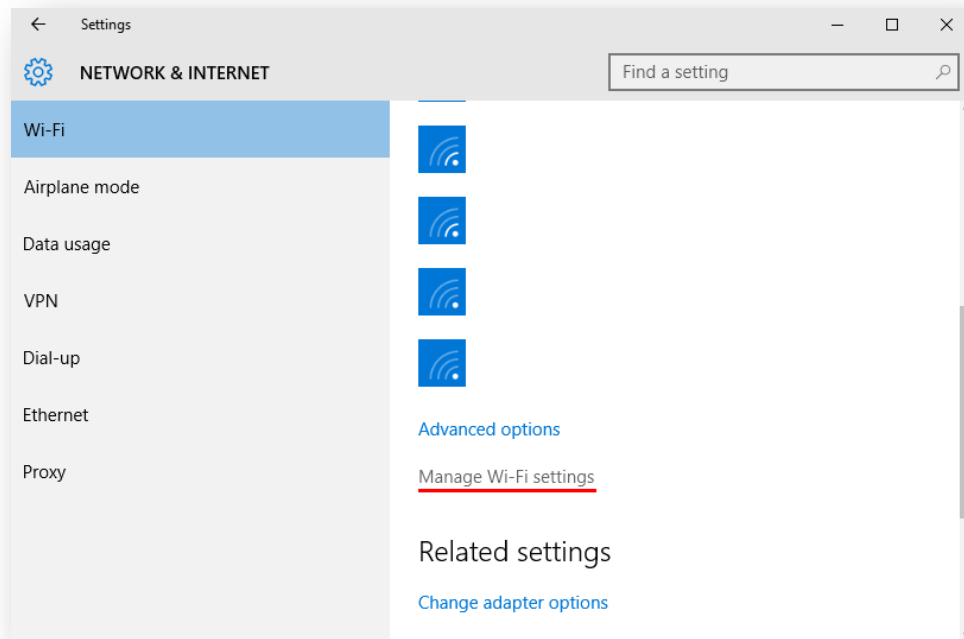 Settings
NETWORK & INTERNET
Find a setting
Wi-Fi
Airplane mode
Data usage
VPN
Dial-up
Ethernet
Proxy
Advanced options
Manage Wi-Fi settings
Related settings
Change adapter options